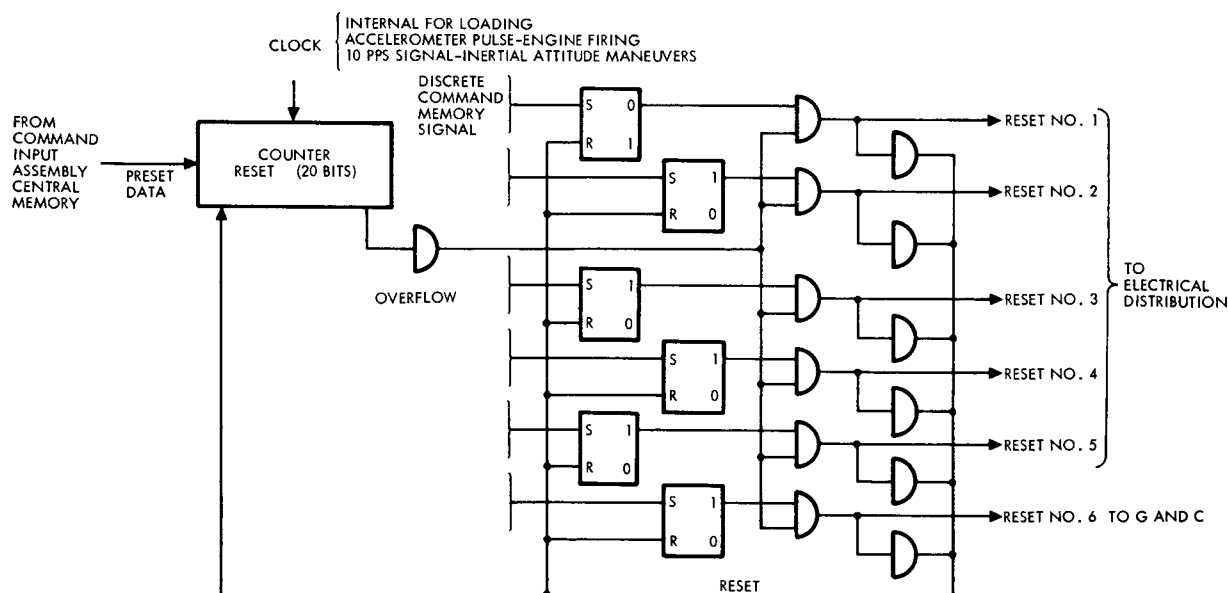 INTERNAL FOR LOADING
CLOCK
ACCELEROMETER PULSE-ENGINE FIRING
10 PPS SIGNAL-INERTIAL ATTITUDE MANEUVERS
DISCRETE
COMMAND
MEMORY
SIGNAL
FROM
COMMAND
INPUT
ASSEMBLY
CENTRAL
MEMORY
PRESET
DATA
COUNTER
RESET (20 BITS)
OVERFLOW
S 0
R 1
RESET NO. 1
S 1
R 0
RESET NO. 2
S 1
R 0
RESET NO. 3
S 1
R 0
RESET NO. 4
S 1
R 0
RESET NO. 5
S 1
R 0
RESET NO. 6 TO G AND C
TO
ELECTRICAL
DISTRIBUTION
RESET